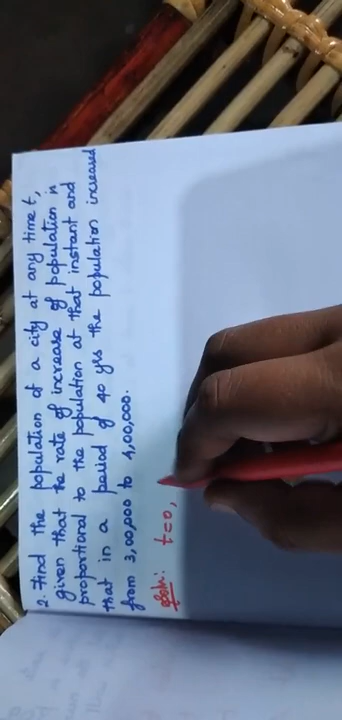 2. Find the population of a city at any time t,
given that the rate of increase of population is
proportional to the population at that instant and
that in a period of 40 yrs the population increased
from 3,00,000 to 4,00,000.
Soln: t=0,